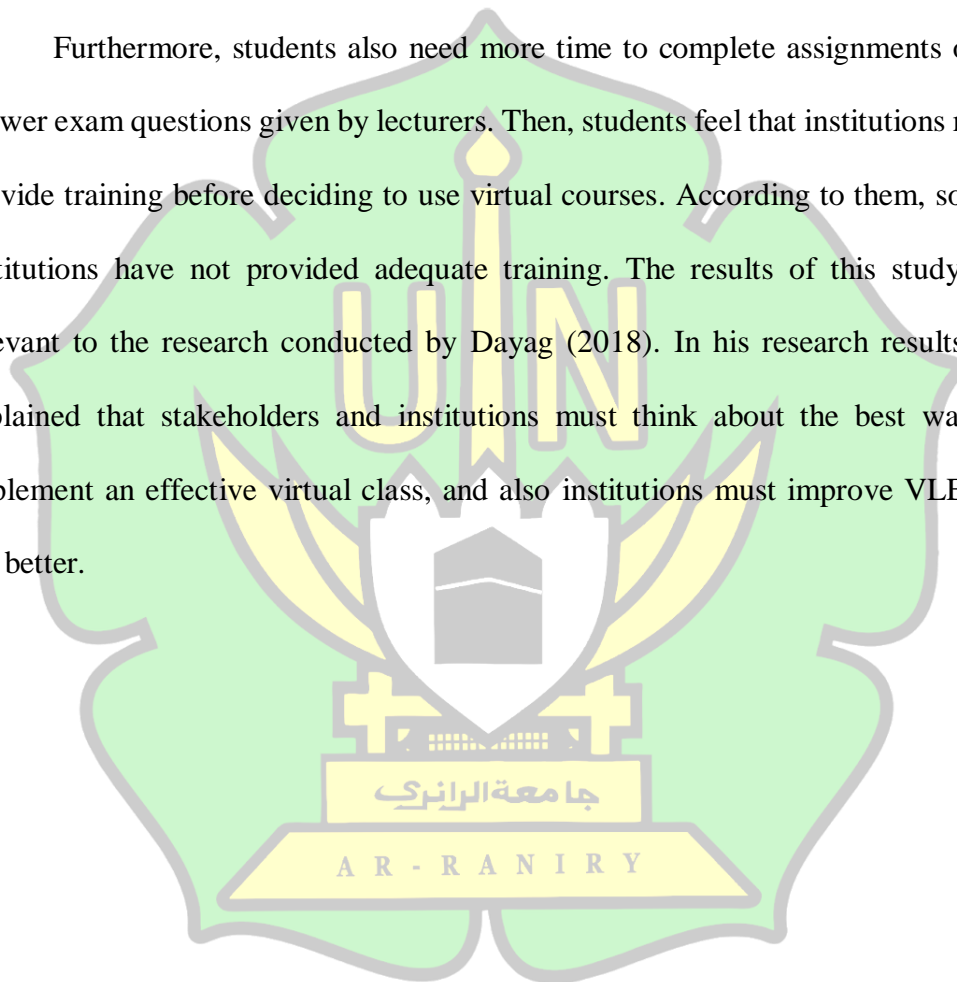 Furthermore, students also need more time to complete assignments
wer exam questions given by lecturers. Then, students feel that institutions
vide training before deciding to use virtual courses. According to them, so
titutions have not provided adequate training. The results of this study
evant to the research conducted by Dayag (2018). In his research results
plained that stakeholders and institutions must think about the best wa
plement an effective virtual class, and also institutions must improve VLE
better.
UIN
جامعةالرانري
AR-RANIRY